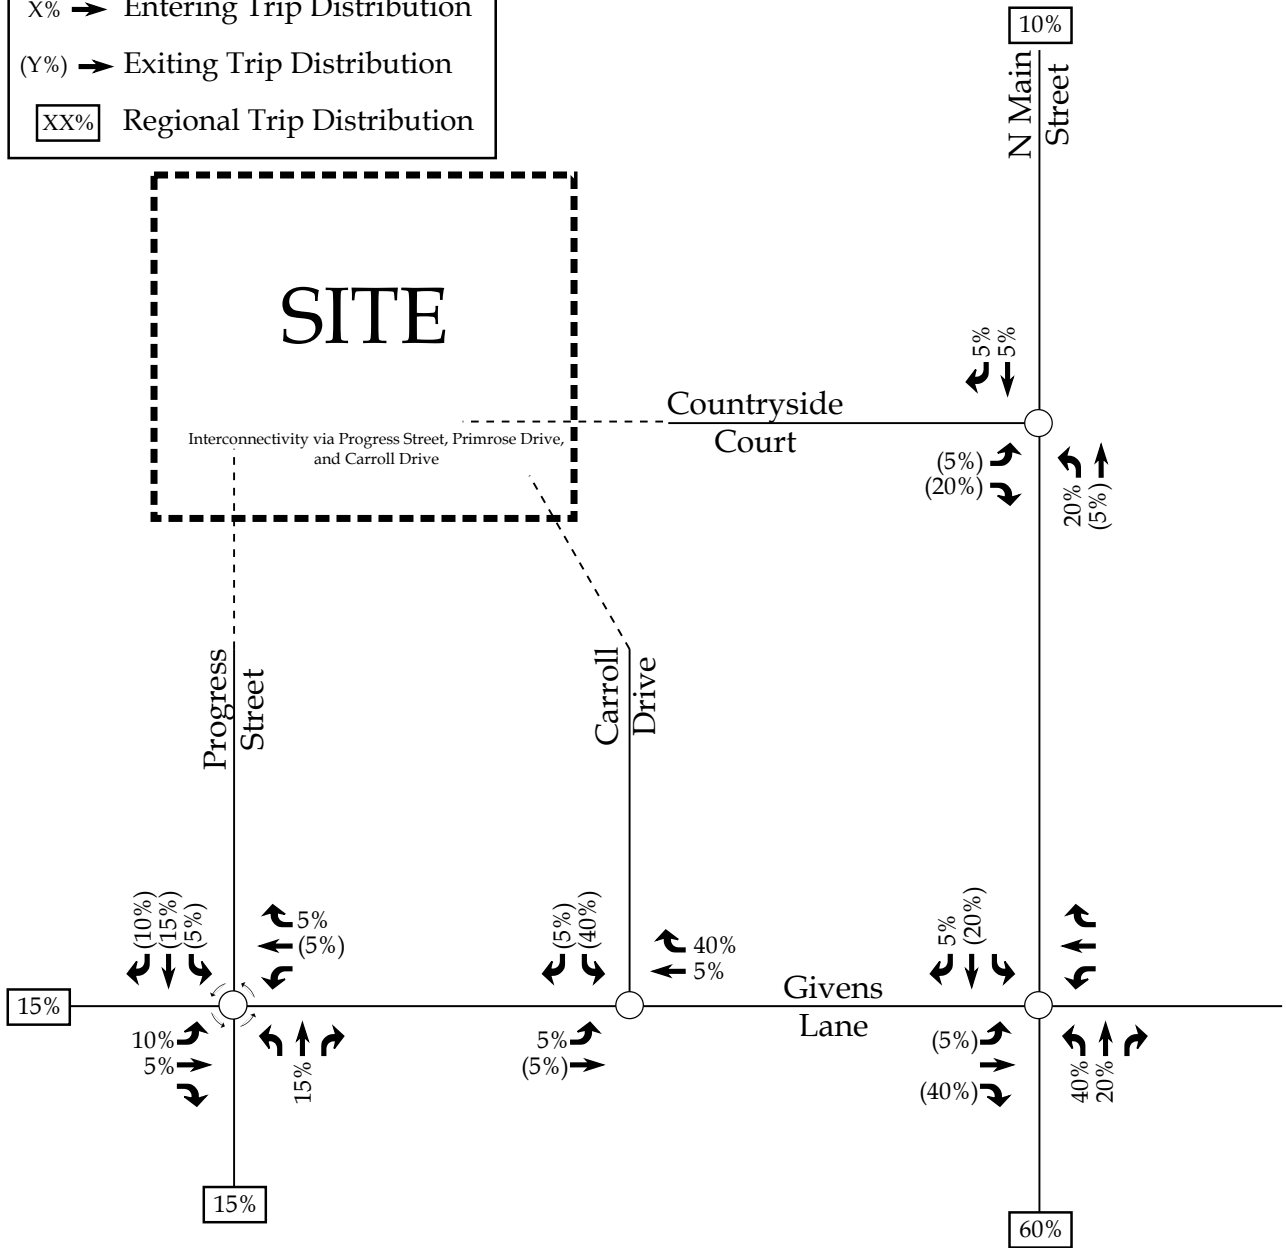 X% Entering Trip Distribution
(Y%) Exiting Trip Distribution
XX% Regional Trip Distribution
10%
N Main
Street
SITE
Interconnectivity via Progress Street, Primrose Drive,
and Carroll Drive
5%
5%
Countryside
Court
(5%)
(20%)
20%
(5%)
Progress
Street
Carroll
Drive
(10%)
(15%)
(5%)
5%
(5%)
(5%)
(40%)
40%
5%
5%
(20%)
15%
Givens
Lane
10%
5%
15%
5%
(5%)
(5%)
(40%)
40%
20%
15%
60%